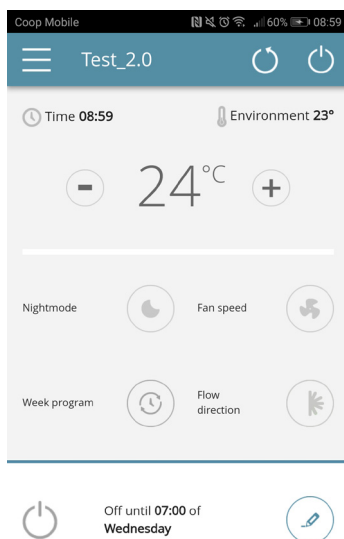 Coop Mobile 60% 08:59
Test_2.0
Time 08:59 Environment 23°
- 24°C +
Nightmode Fan speed
Week program Flow
direction
Off until 07:00 of
Wednesday